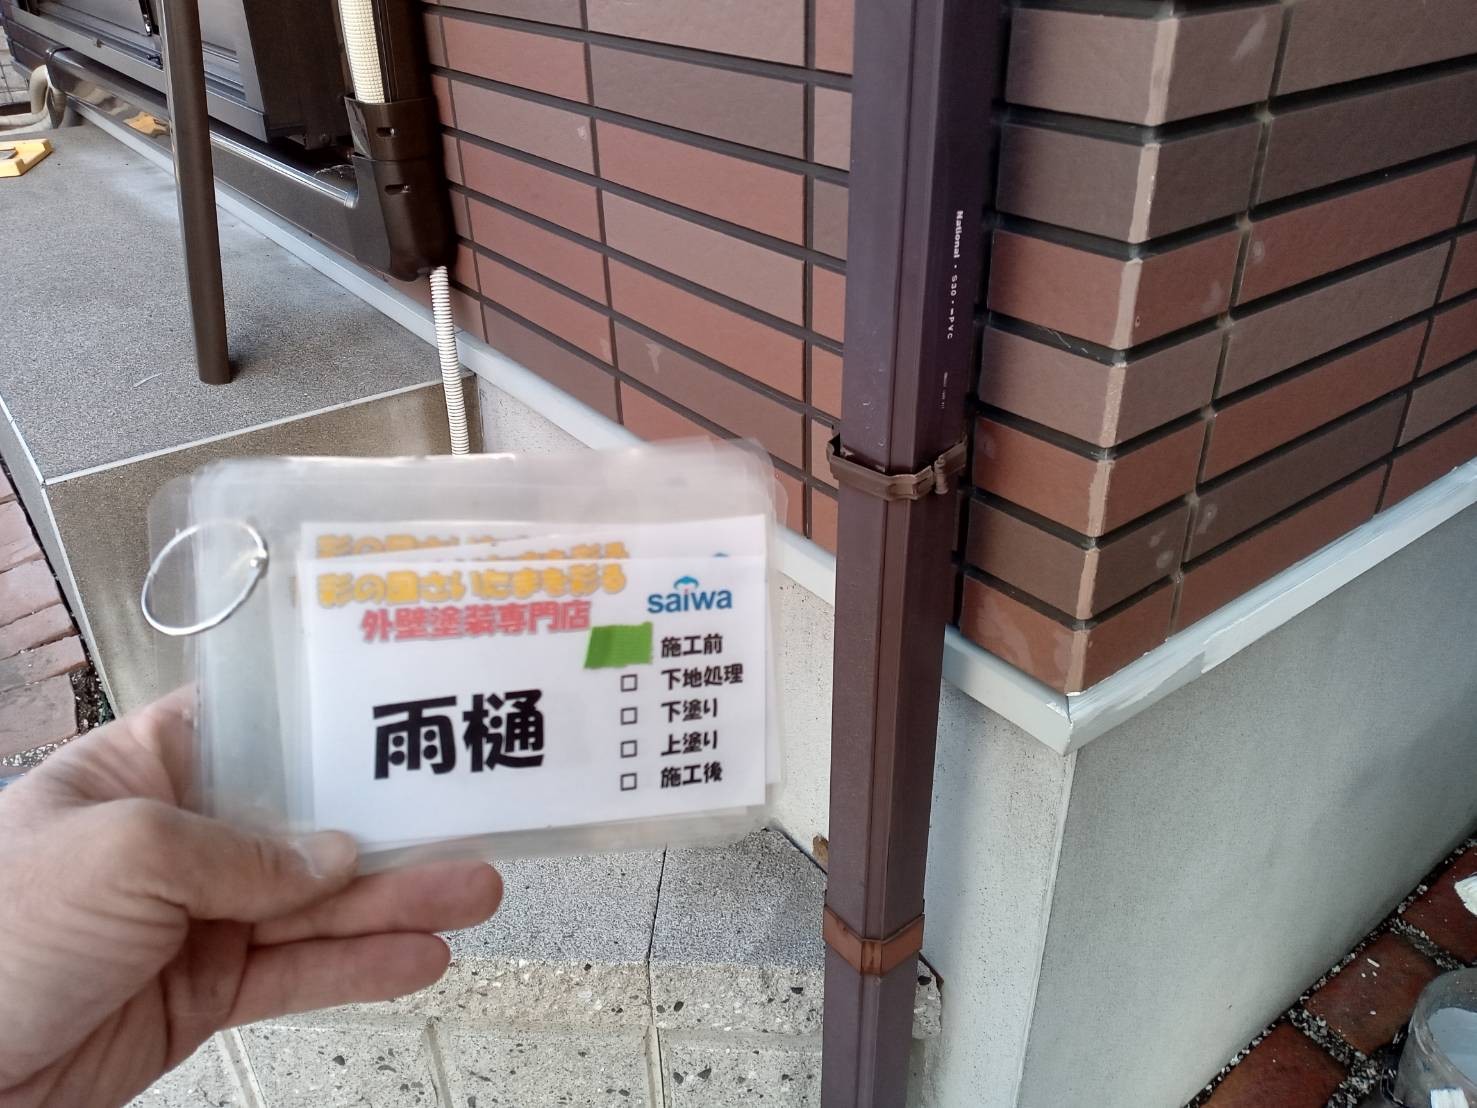 彩の国さいたまを彩る
外壁塗装専門店
saiwa
雨樋
施工前
□ 下地処理
□ 下塗り
□ 上塗り
□ 施工後
National